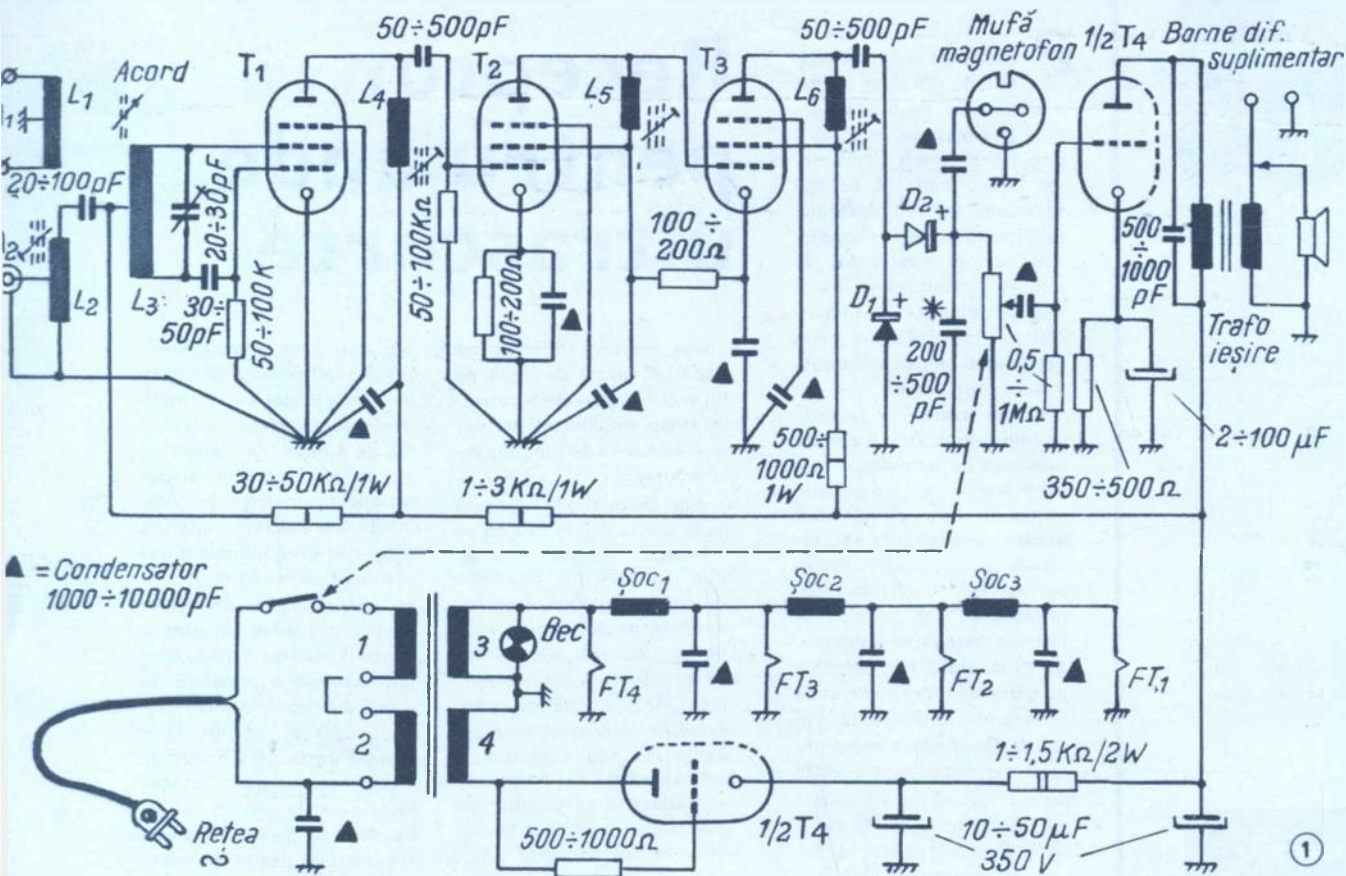 50÷500pF
50÷500pF
Mufă
magnetofon
1/2 T4
Borne dif.
suplimentar
Acord
T1
T2
T3
L1
L4
L5
L6
20÷100pF
20÷30pF
L2
L3
30÷
50pF
50÷100K
50÷100KΩ
100÷200Ω
100÷
200Ω
D2 +
D1 +
*
200
÷500
pF
0,5
÷
1MΩ
500
÷
1000
pF
Trafo
ieșire
500÷
1000Ω
1W
350÷500Ω
2÷100 µF
30÷50KΩ/1W
1÷3KΩ/1W
▲ = Condensator
1000÷10000pF
Șoc1
Șoc2
Șoc3
1
3
Bec
FT4
FT3
FT2
FT1
2
4
1÷1,5KΩ/2W
Rețea
2
500÷1000Ω
1/2T4
10÷50µF
350V
1